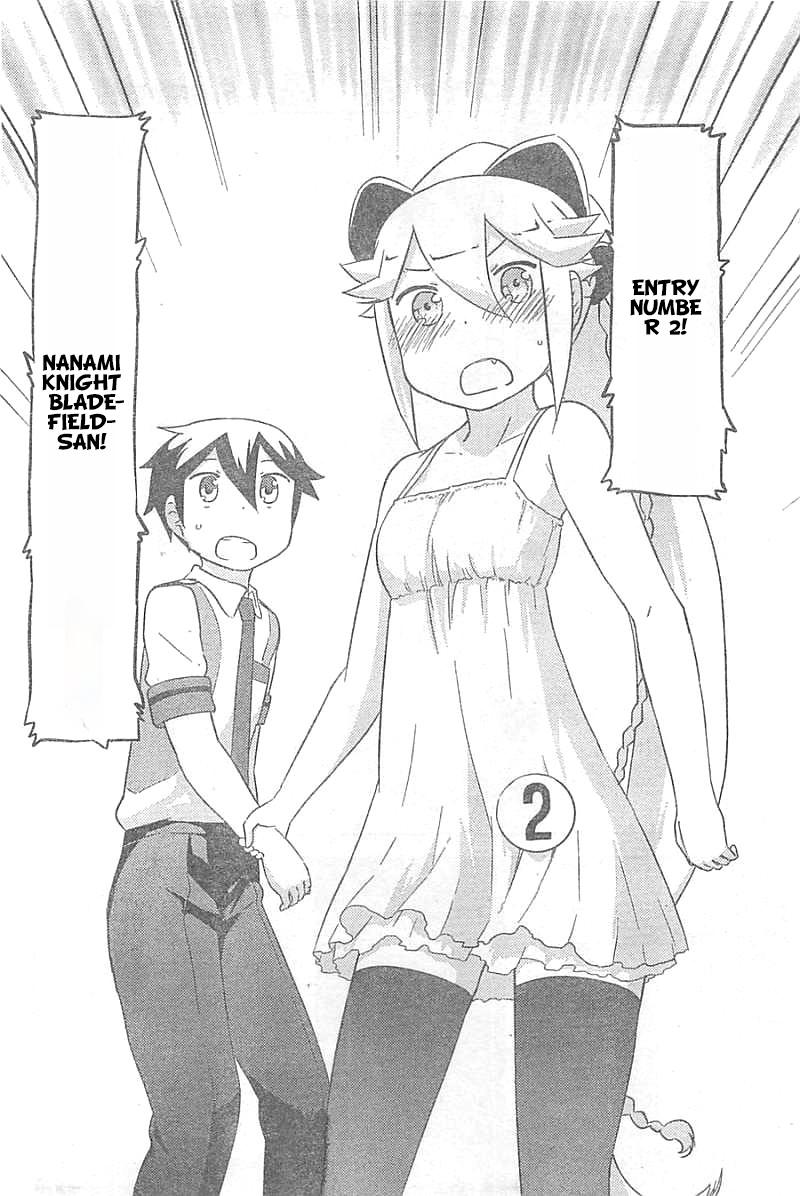 ENTRY
NUMBE
R 2!
NANAMI
KNIGHT
BLADE-
FIELD-
SAN!
2